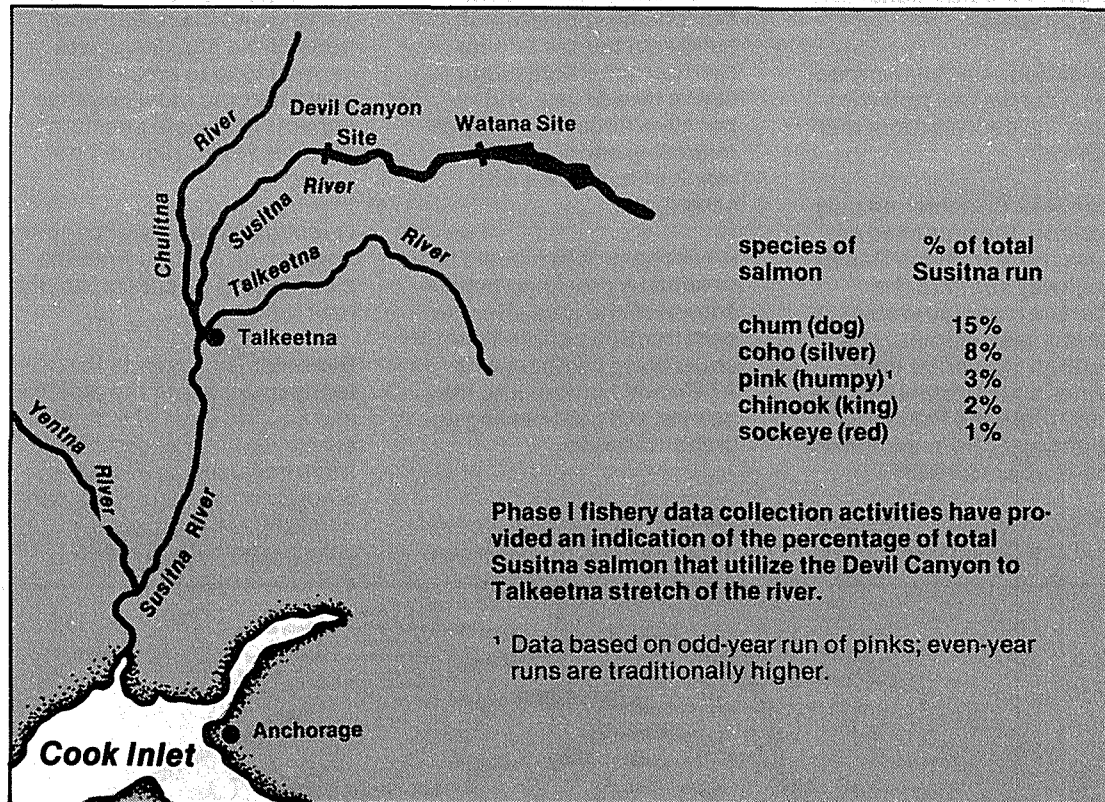 Devil Canyon
Site
Watana Site
River
Chulitna
Susitna
River
Talkeetna
River
Talkeetna
Yentna
River
Susitna River
Anchorage
Cook Inlet
species of % of total
salmon Susitna run
chum (dog) 15%
coho (silver) 8%
pink (humpy)¹ 3%
chinook (king) 2%
sockeye (red) 1%
Phase I fishery data collection activities have pro-
vided an indication of the percentage of total
Susitna salmon that utilize the Devil Canyon to
Talkeetna stretch of the river.
¹ Data based on odd-year run of pinks; even-year
runs are traditionally higher.